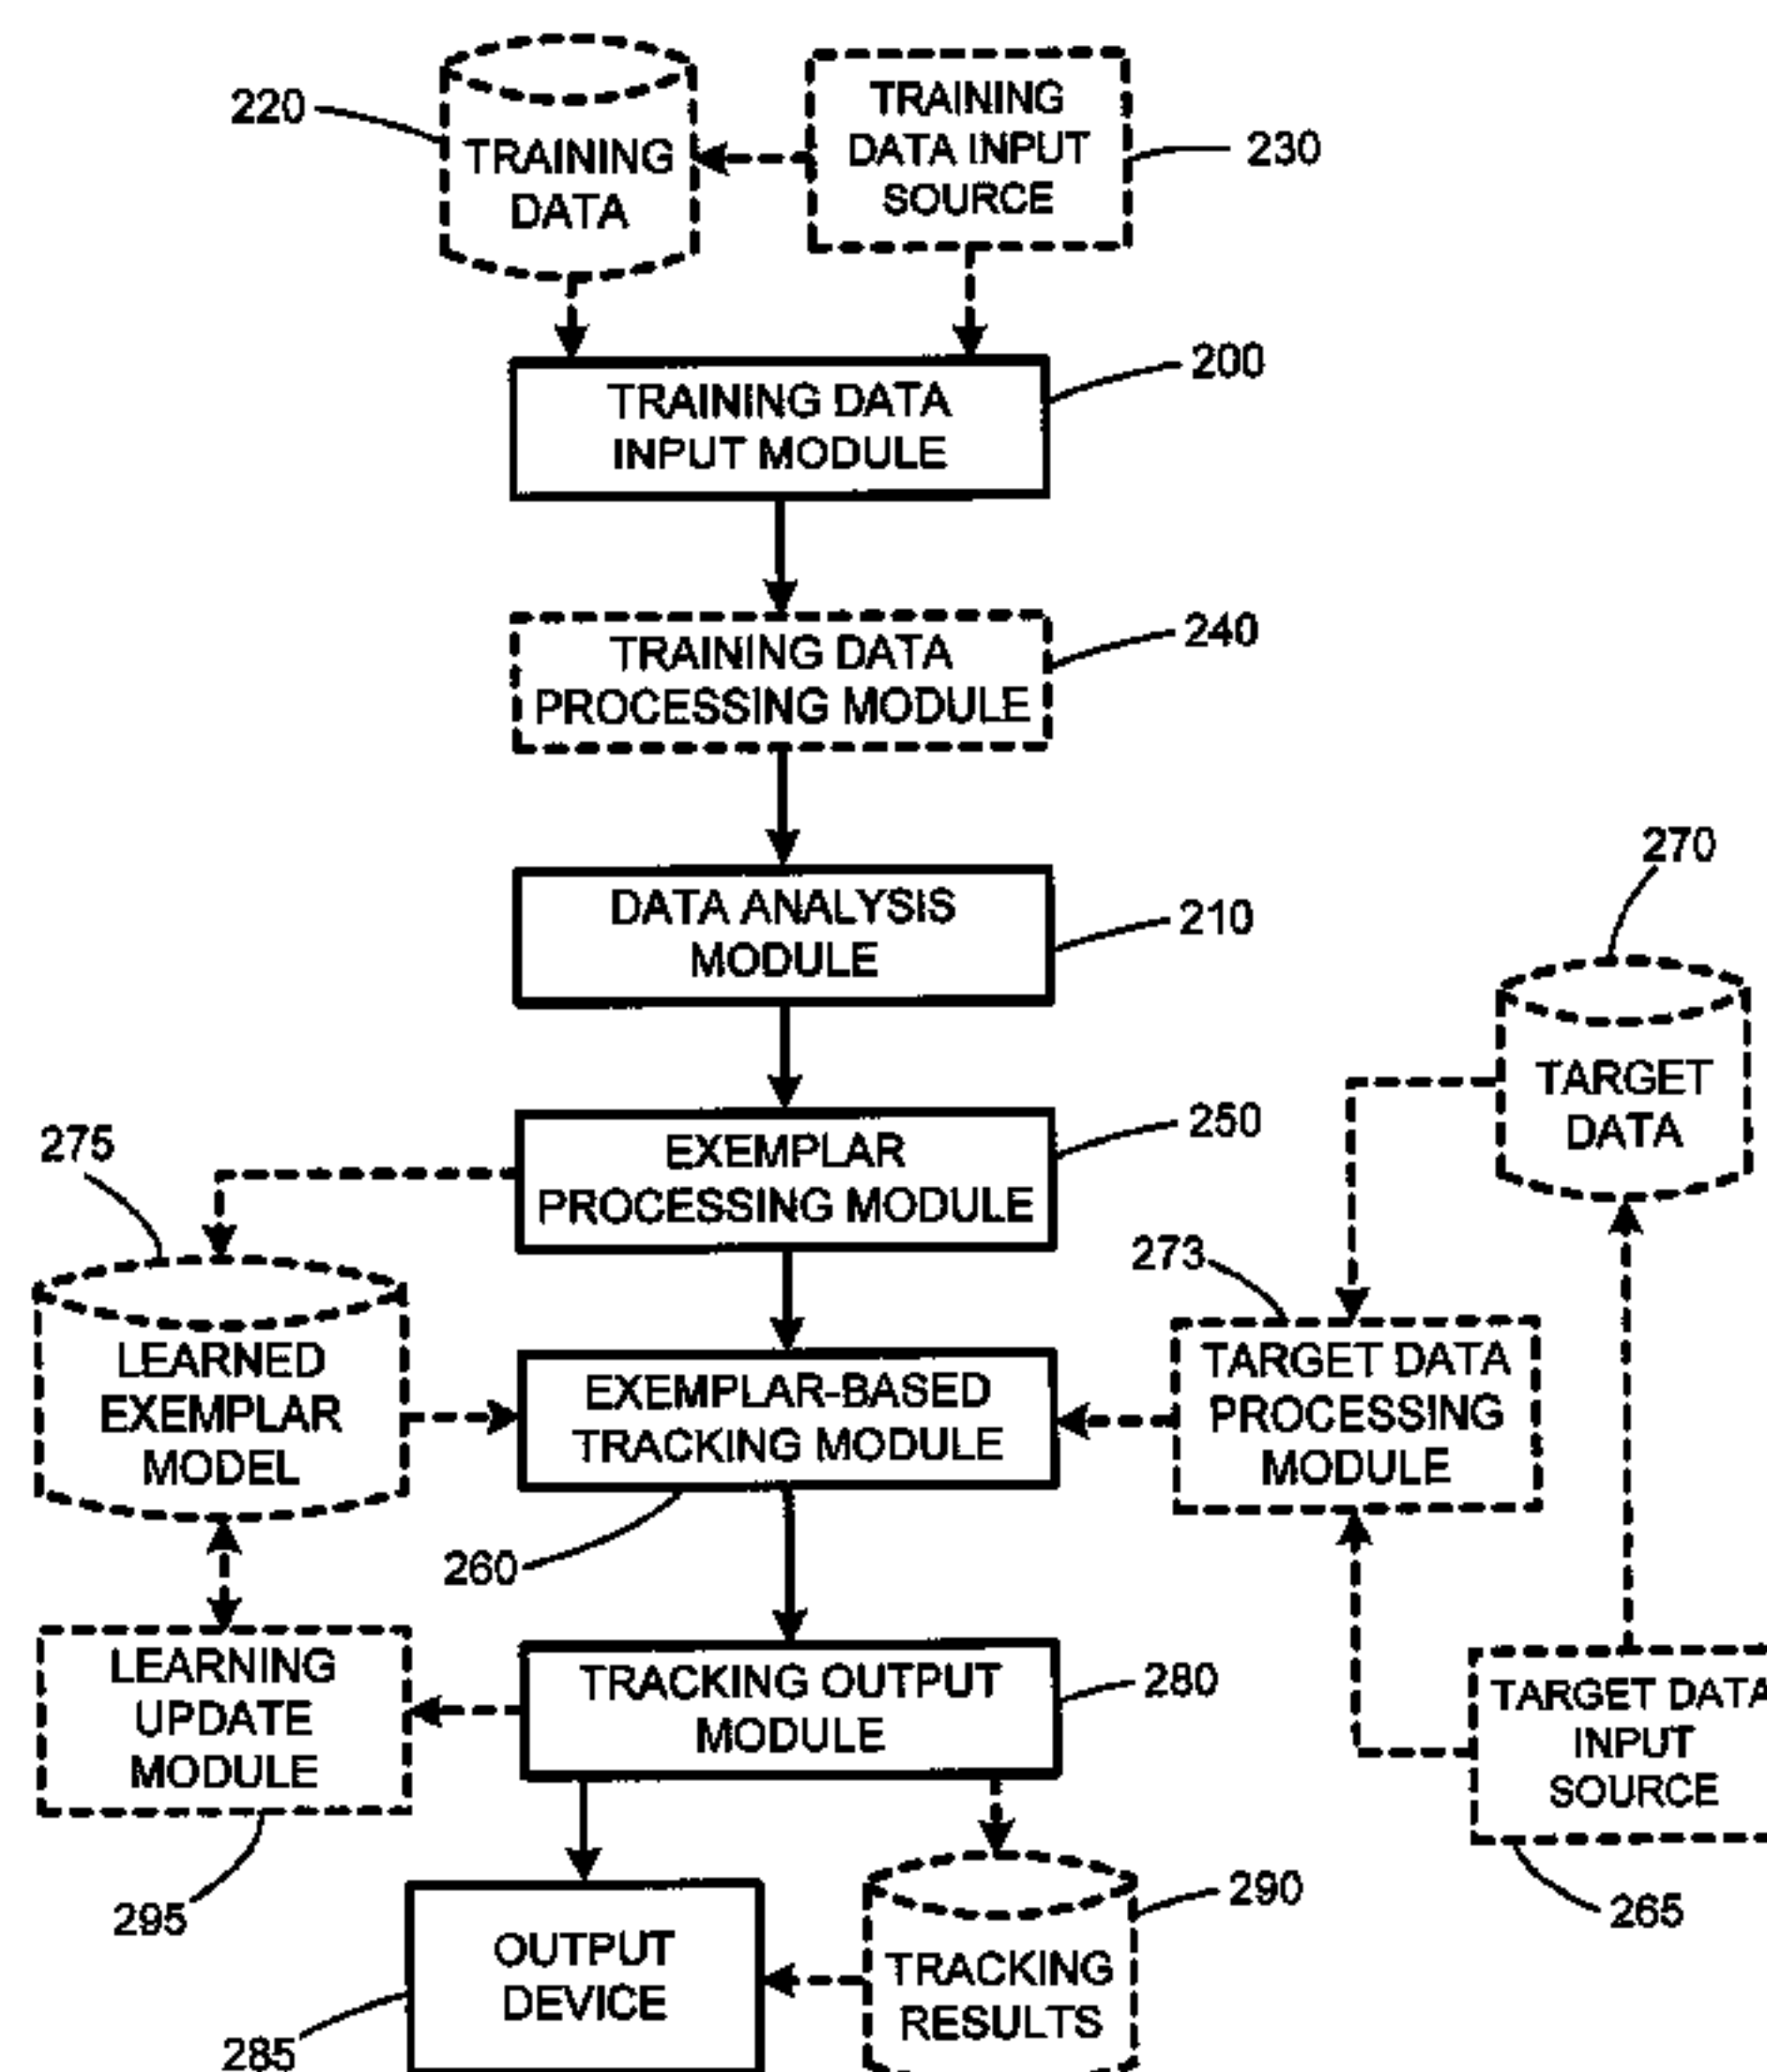 220
TRAINING
DATA
TRAINING
DATA INPUT
SOURCE
230
TRAINING DATA
INPUT MODULE
200
TRAINING DATA
PROCESSING MODULE
240
DATA ANALYSIS
MODULE
210
270
TARGET
DATA
EXEMPLAR
PROCESSING MODULE
250
275
LEARNED
EXEMPLAR
MODEL
EXEMPLAR-BASED
TRACKING MODULE
260
273
TARGET DATA
PROCESSING
MODULE
LEARNING
UPDATE
MODULE
295
TRACKING OUTPUT
MODULE
280
TARGET DATA
INPUT
SOURCE
265
OUTPUT
DEVICE
285
TRACKING
RESULTS
290